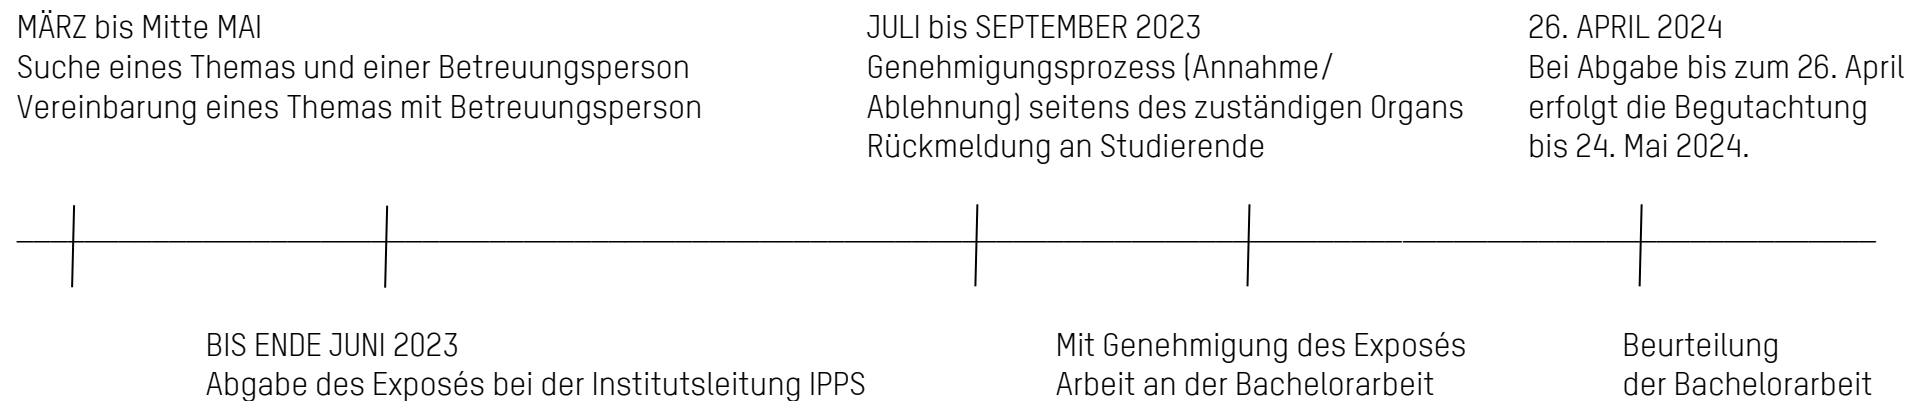 MÄRZ bis Mitte MAI
Suche eines Themas und einer Betreuungsperson
Vereinbarung eines Themas mit Betreuungsperson
JULI bis SEPTEMBER 2023
Genehmigungsprozess (Annahme/
Ablehnung) seitens des zuständigen Organs
Rückmeldung an Studierende
26. APRIL 2024
Bei Abgabe bis zum 26. April
erfolgt die Begutachtung
bis 24. Mai 2024.
BIS ENDE JUNI 2023
Abgabe des Exposés bei der Institutsleitung IPPS
Mit Genehmigung des Exposés
Arbeit an der Bachelorarbeit
Beurteilung
der Bachelorarbeit